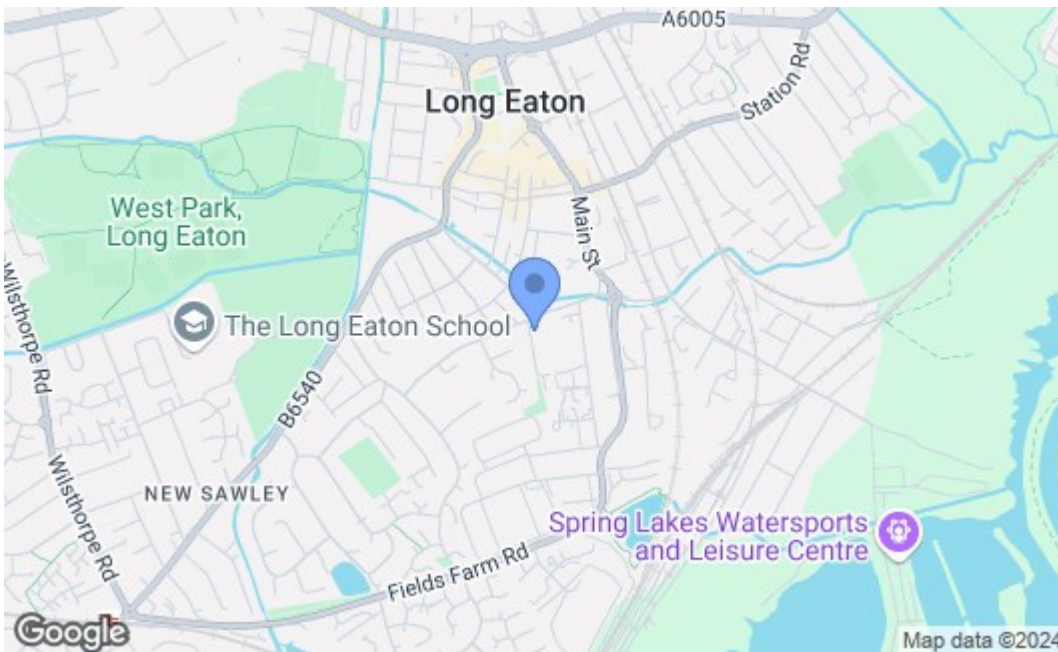 A6005
Long Eaton
Station Rd
West Park,
Long Eaton
Main St
Wilsthorpe Rd
The Long Eaton School
B6540
Wilsthorpe Rd
NEW SAWLEY
Spring Lakes Watersports
and Leisure Centre
Fields Farm Rd
Google
Map data ©2024